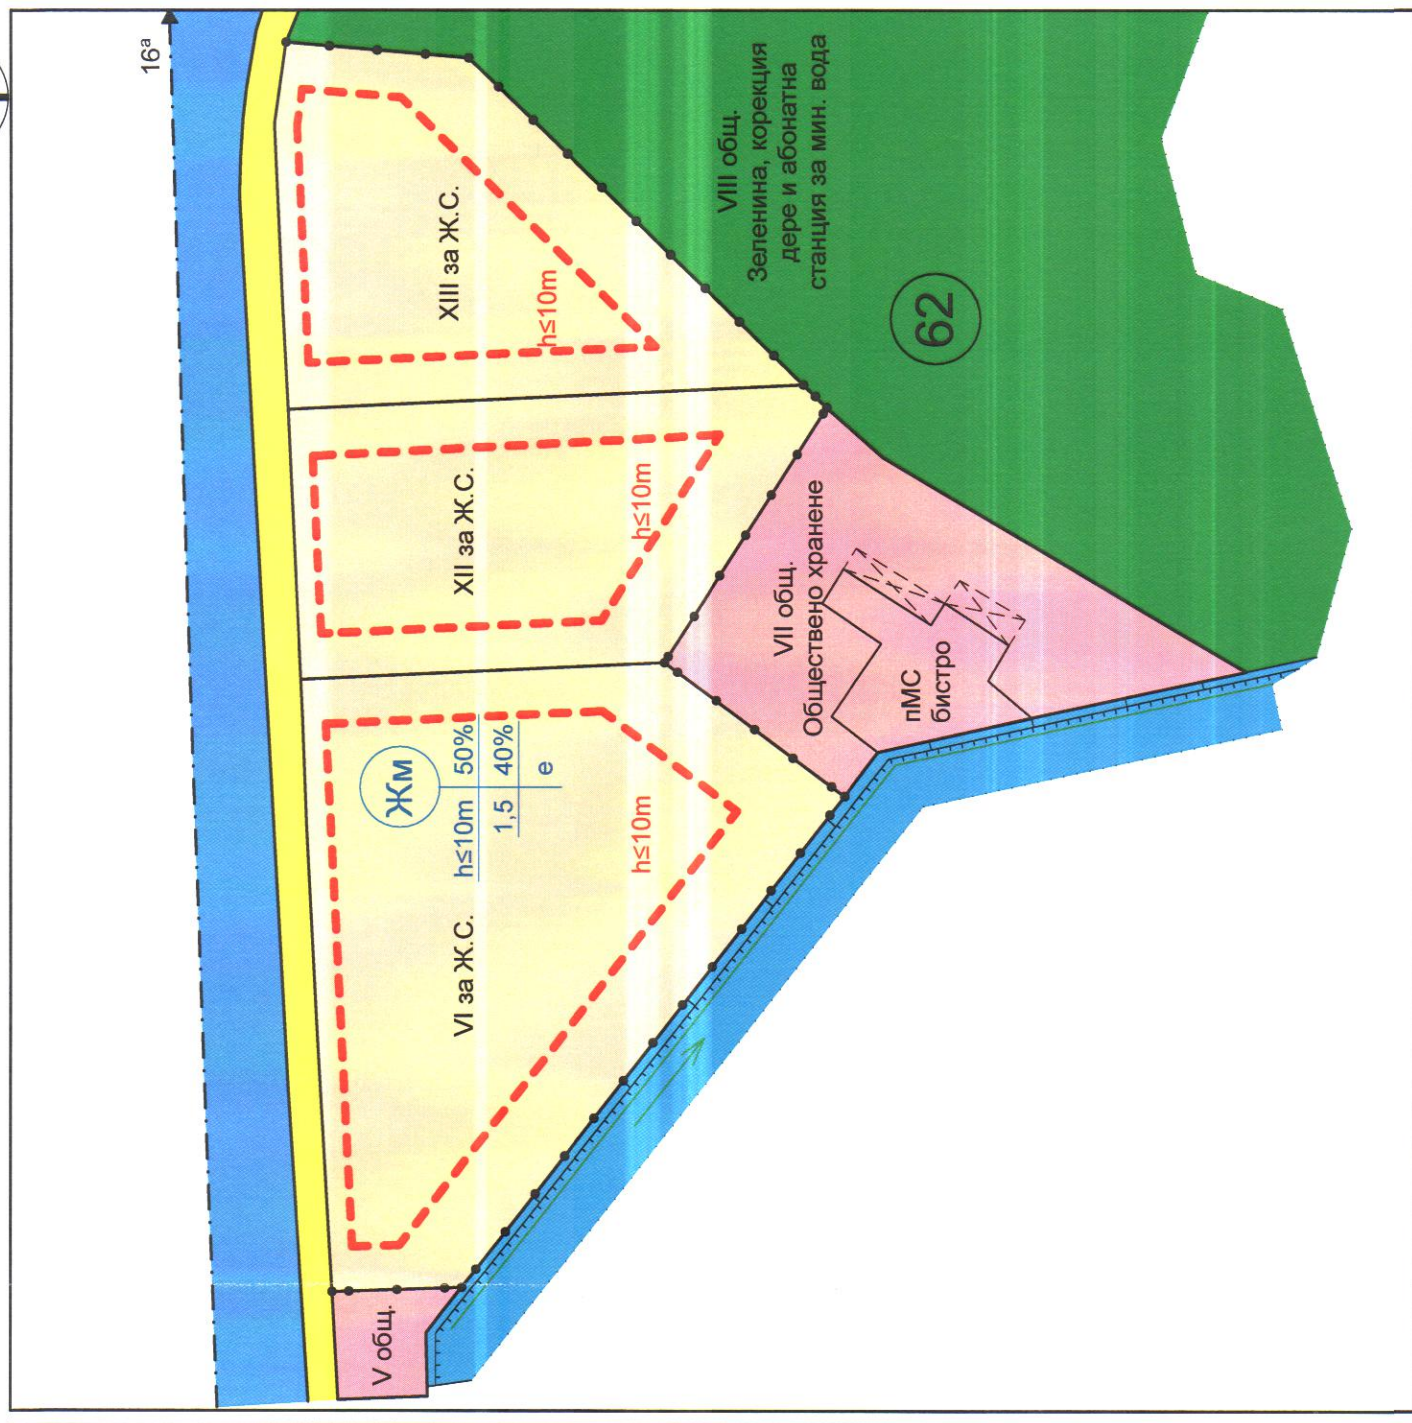 16ª
V общ.
VI за Ж.С.
Жм
h≤10m 50%
1,5 40%
е
h≤10m
XII за Ж.С.
h≤10m
XIII за Ж.С.
h≤10m
VII общ.
Обществено хранене
пМС
бистро
VIII общ.
Зеленина, корекция
дере и абонатна
станция за мин. вода
62